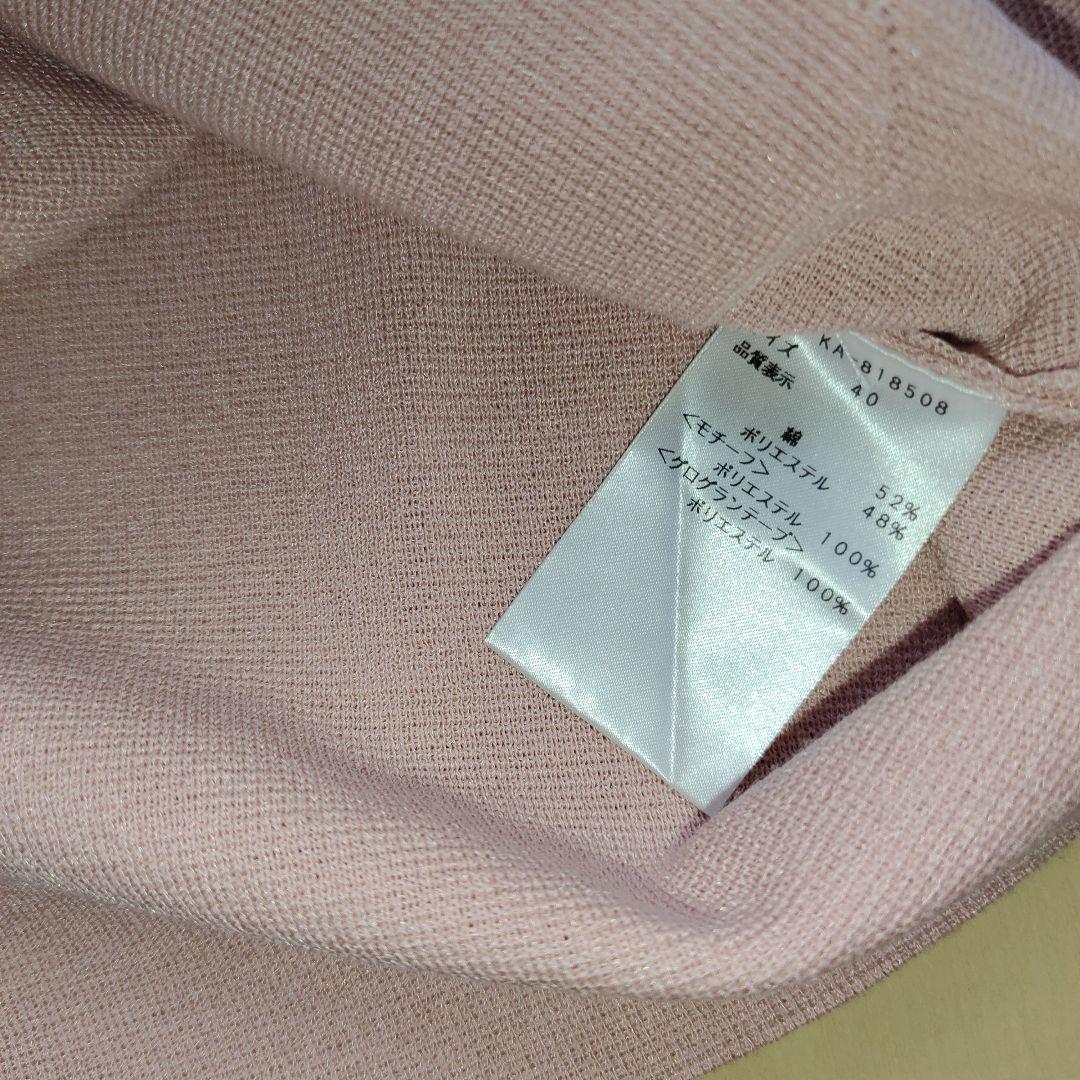 KA-818508
イズ 40
品質表示
綿 52%
ポリエステル 48%
<モチーフ>
ポリエステル 100%
<グログランテープ>
ポリエステル 100%